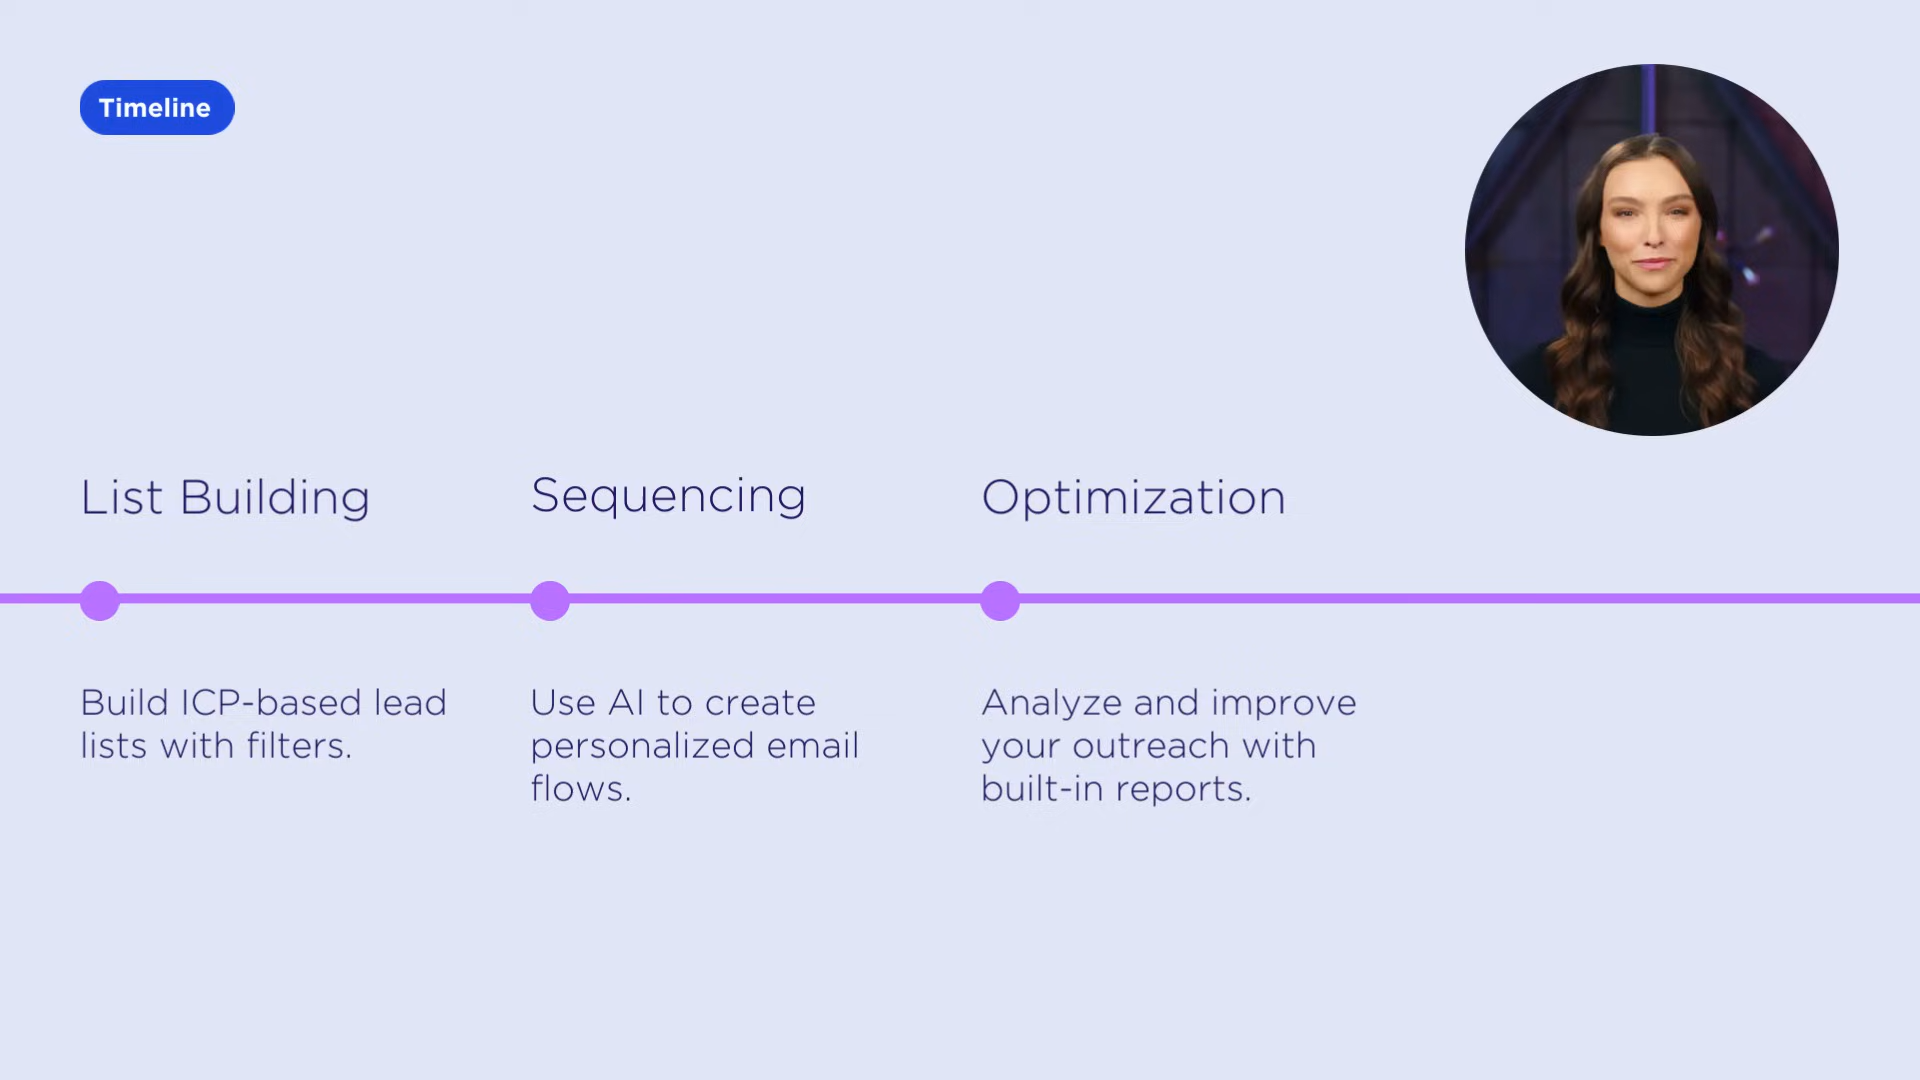 Timeline
List Building
Sequencing
Optimization
Build ICP-based lead
lists with filters.
Use AI to create
personalized email
flows.
Analyze and improve
your outreach with
built-in reports.